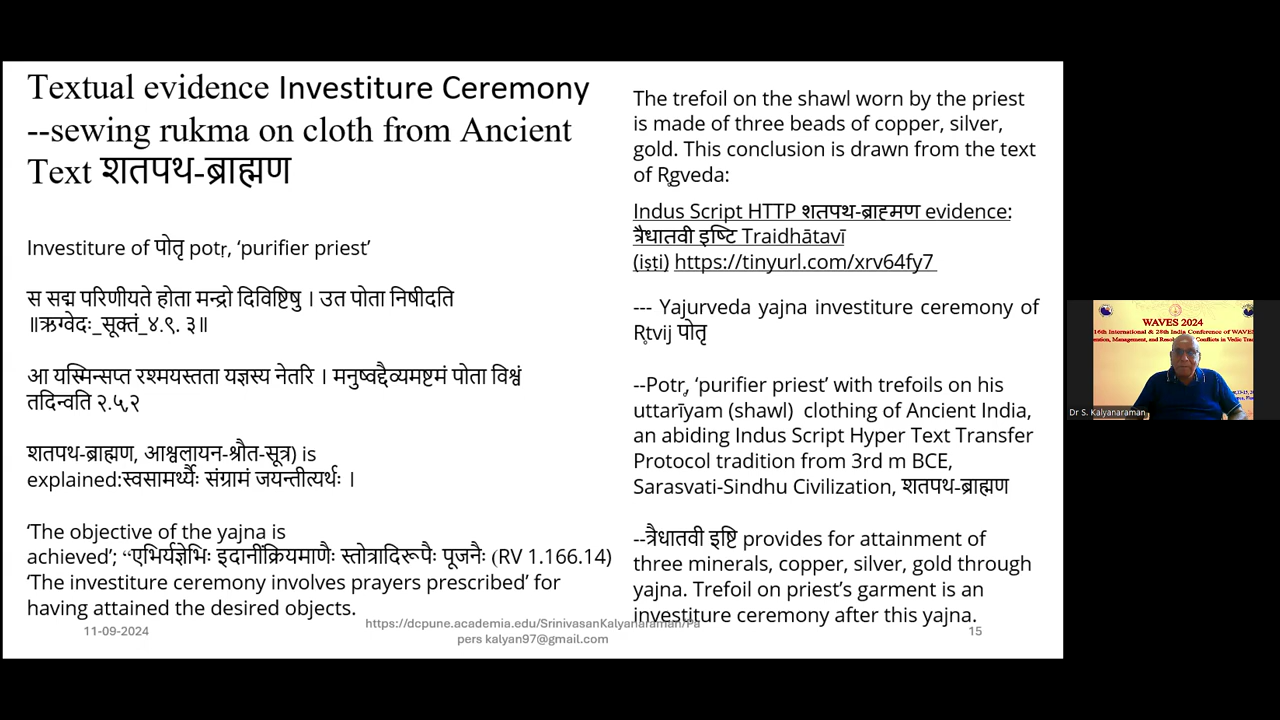 Textual evidence Investiture Ceremony
--sewing rukma on cloth from Ancient
Text शतपथ-ब्राह्मण
Investiture of पोतृ potṛ, ‘purifier priest’
स सद्म परिणीयते होता मन्द्रो दिविष्टिषु । उत पोता निषीदति
॥ऋग्वेदः_सूक्तं_४.९. ३॥
आ यस्मिन्सप्त रश्मयस्तता यज्ञस्य नेतरि । मनुष्वद्दैव्यमष्टमं पोता विश्वं
तदिन्वति २.५,२
शतपथ-ब्राह्मण, आश्वलायन-श्रौत-सूत्र) is
explained:स्वसामर्थ्यैः संग्रामं जयन्तीत्यर्थः ।
‘The objective of the yajna is
achieved’; “एभिर्यज्ञेभिः इदानींक्रियमाणैः स्तोत्रादिरूपैः पूजनैः (RV 1.166.14)
‘The investiture ceremony involves prayers prescribed’ for
having attained the desired objects.
The trefoil on the shawl worn by the priest
is made of three beads of copper, silver,
gold. This conclusion is drawn from the text
of Ṛgveda:
Indus Script HTTP शतपथ-ब्राह्मण evidence:
त्रैधातवी इष्टि Traidhātavī
(iṣṭi) https://tinyurl.com/xrv64fy7
--- Yajurveda yajna investiture ceremony of
R̥tvij पोतृ
--Potr̥, ‘purifier priest’ with trefoils on his
uttarīyam (shawl) clothing of Ancient India,
an abiding Indus Script Hyper Text Transfer
Protocol tradition from 3rd m BCE,
Sarasvati-Sindhu Civilization, शतपथ-ब्राह्मण
--त्रैधातवी इष्टि provides for attainment of
three minerals, copper, silver, gold through
yajna. Trefoil on priest’s garment is an
investiture ceremony after this yajna.
11-09-2024
https://dcpune.academia.edu/SrinivasanKalyanaraman/Pa
pers kalyan97@gmail.com
15
WAVES 2024
16th International & 28th India Conference of WAVES
Management, and Conflicts in Vedic
Dr S. Kalyanaraman